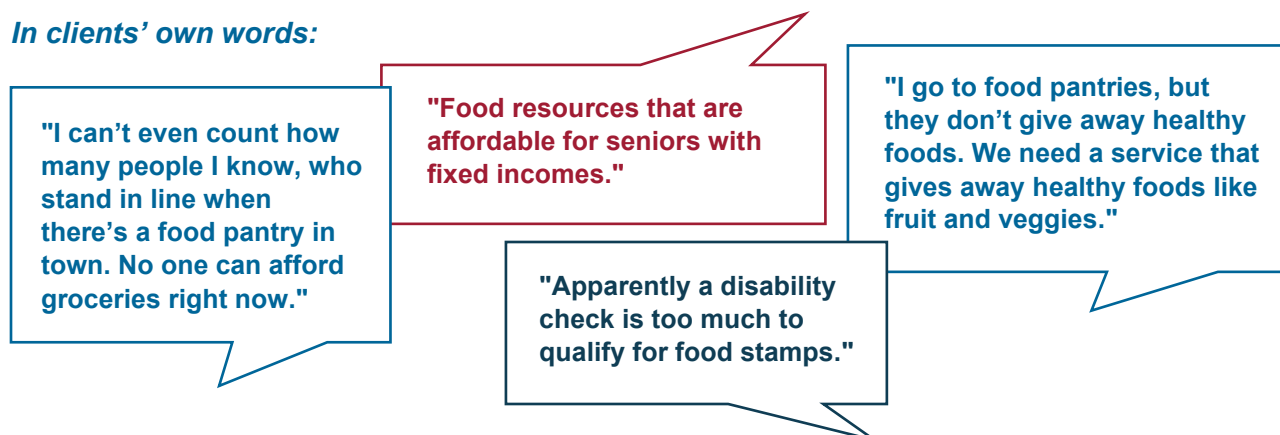 In clients’ own words:
"I can’t even count how
many people I know, who
stand in line when
there’s a food pantry in
town. No one can afford
groceries right now."
"Food resources that are
affordable for seniors with
fixed incomes."
"I go to food pantries, but
they don’t give away healthy
foods. We need a service that
gives away healthy foods like
fruit and veggies."
"Apparently a disability
check is too much to
qualify for food stamps."